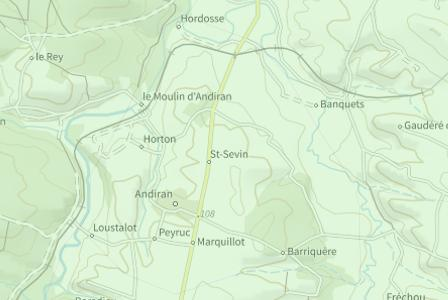 Hordosse
le Rey
le Moulin d'Andiran
Banquets
Gaudéré
Horton
St-Sevin
Andiran
108
Loustalot
Peyruc
Marquillot
Barriquère
Fréchou